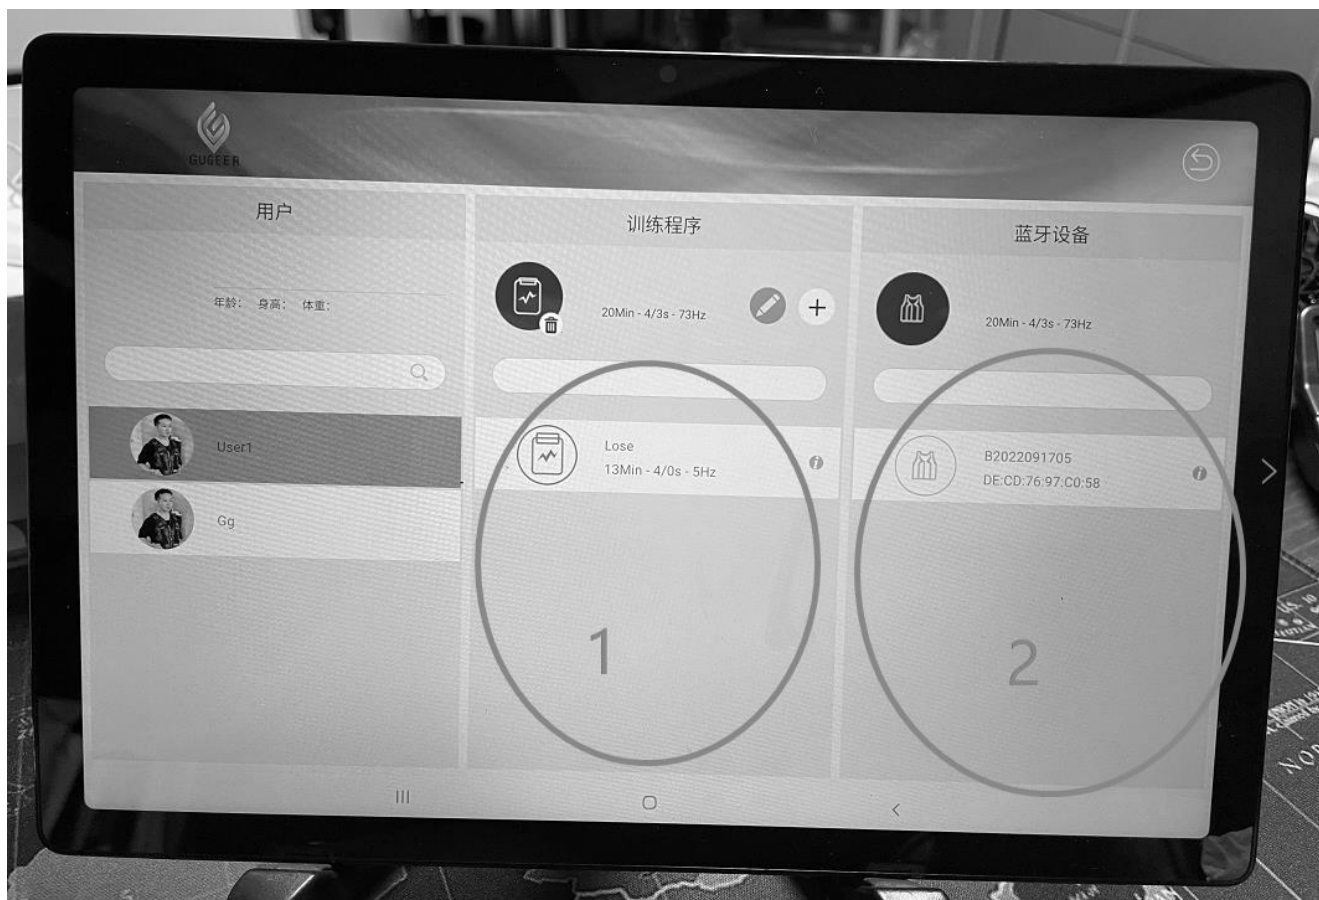 GUGEER
用户
年龄: 身高: 体重:
User1
Gg
训练程序
20Min - 4/3s - 73Hz
Lose
13Min - 4/0s - 5Hz
1
蓝牙设备
20Min - 4/3s - 73Hz
B2022091705
DE:CD:76:97:C0:58
2